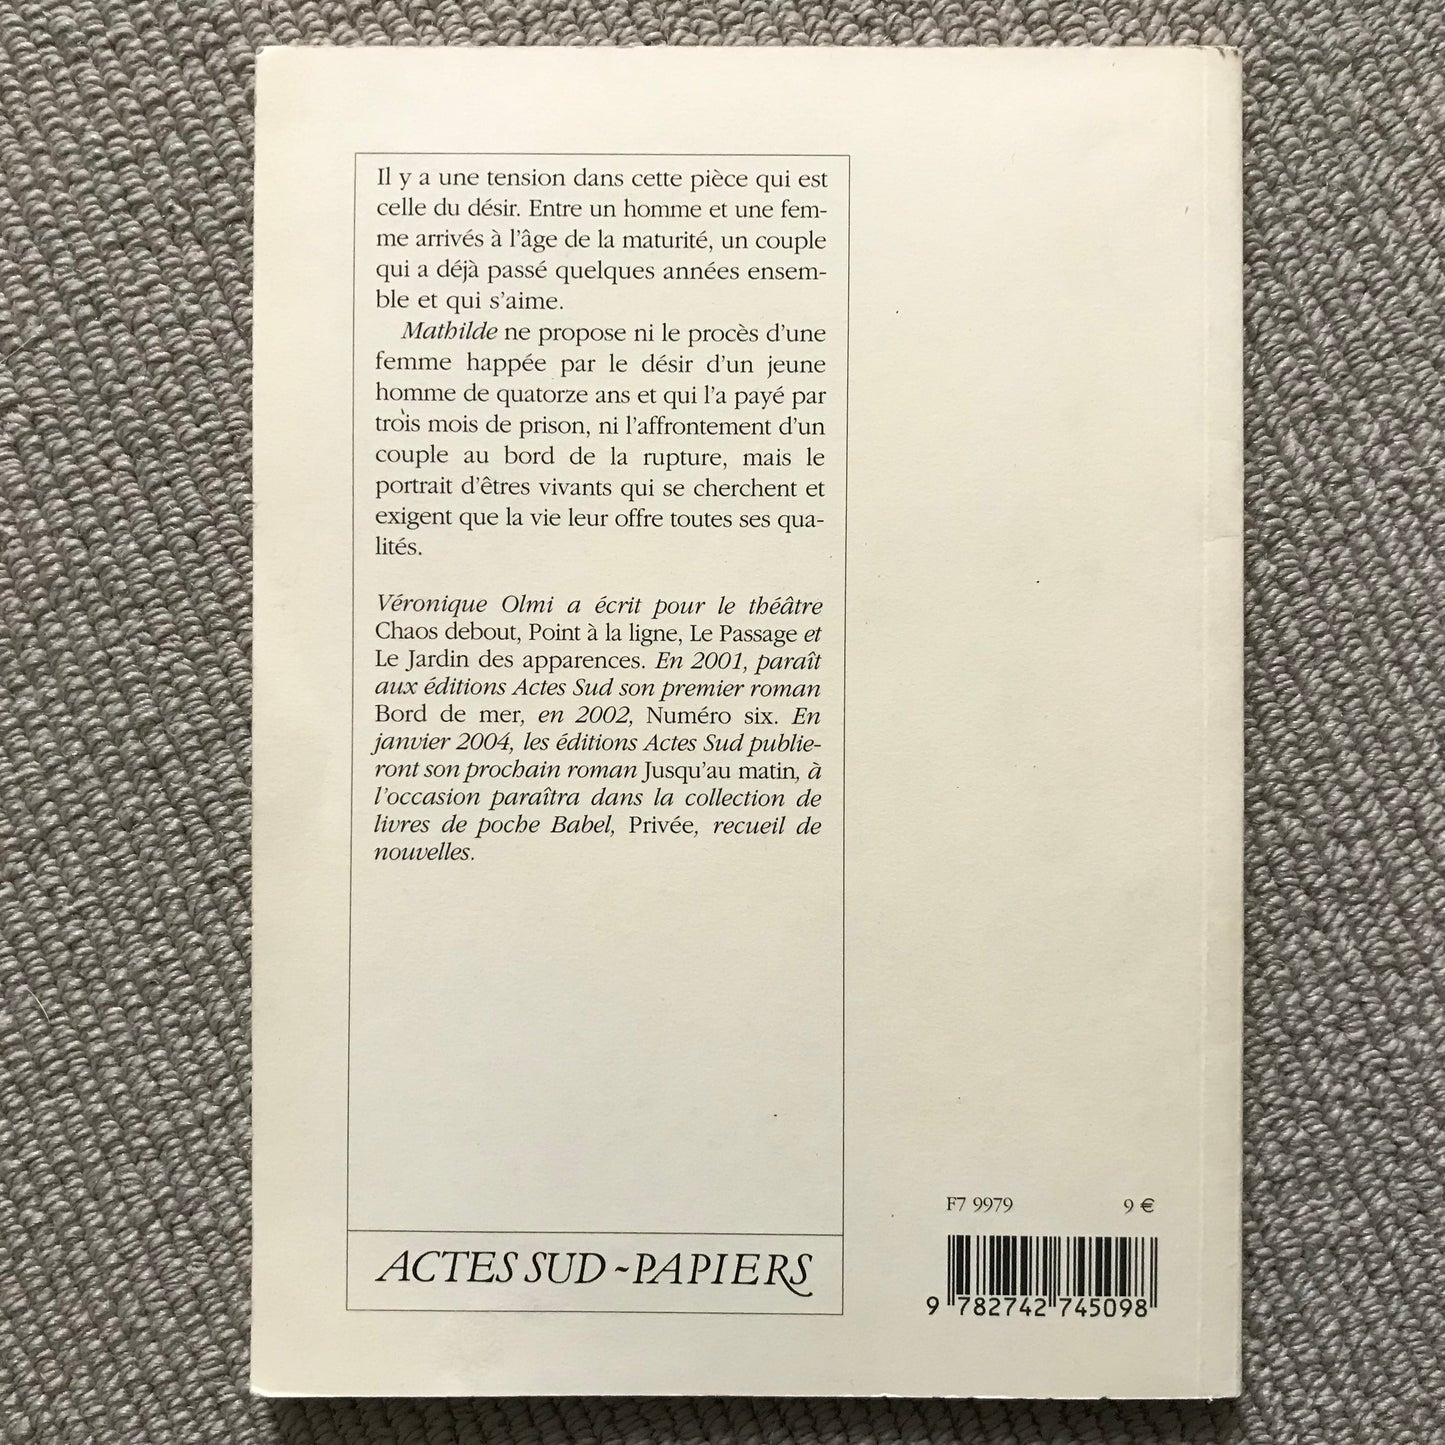 Il y a une tension dans cette pièce qui est
celle du désir. Entre un homme et une fem-
me arrivés à l'âge de la maturité, un couple
qui a déjà passé quelques années ensem-
ble et qui s'aime.
Mathilde ne propose ni le procès d'une
femme happée par le désir d'un jeune
homme de quatorze ans et qui l'a payé par
trois mois de prison, ni l'affrontement d'un
couple au bord de la rupture, mais le
portrait d'êtres vivants qui se cherchent et
exigent que la vie leur offre toutes ses qua-
lités.
Véronique Olmi a écrit pour le théâtre
Chaos debout, Point à la ligne, Le Passage et
Le Jardin des apparences. En 2001, paraît
aux éditions Actes Sud son premier roman
Bord de mer, en 2002, Numéro six. En
janvier 2004, les éditions Actes Sud publie-
ront son prochain roman Jusqu'au matin, à
l'occasion paraîtra dans la collection de
livres de poche Babel, Privée, recueil de
nouvelles.
ACTES SUD~PAPIERS
F7 9979 9 €
9 782742 745098